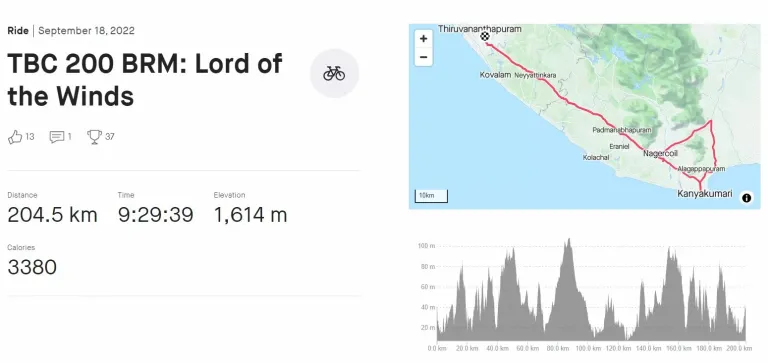 Ride | September 18, 2022
TBC 200 BRM: Lord of
the Winds
13
1
37
Distance
Time
Elevation
204.5 km
9:29:39
1,614 m
Calories
3380
+
−
Thiruvananthapuram
Kovalam
Neyyattinkara
Padmanabhapuram
Eraniel
Kolachal
Nagercoil
Alagappapuram
Kanyakumari
10km
i
100 m
80 m
60 m
40 m
20 m
0.0 km 20.0 km 40.0 km 60.0 km 80.0 km 100.0 km 120.0 km 140.0 km 160.0 km 180.0 km 200.0 km